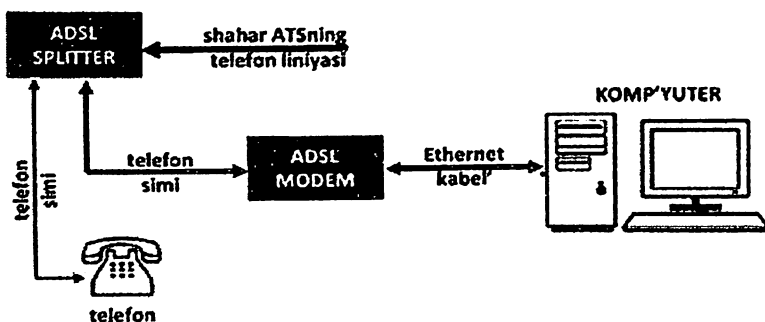 ADSL
SPLITTER
shahar ATSning
telefon liniyasi
KOMP'YUTER
telefon
simi
ADSL
MODEM
Ethernet
kabel'
telefon
simi
telefon